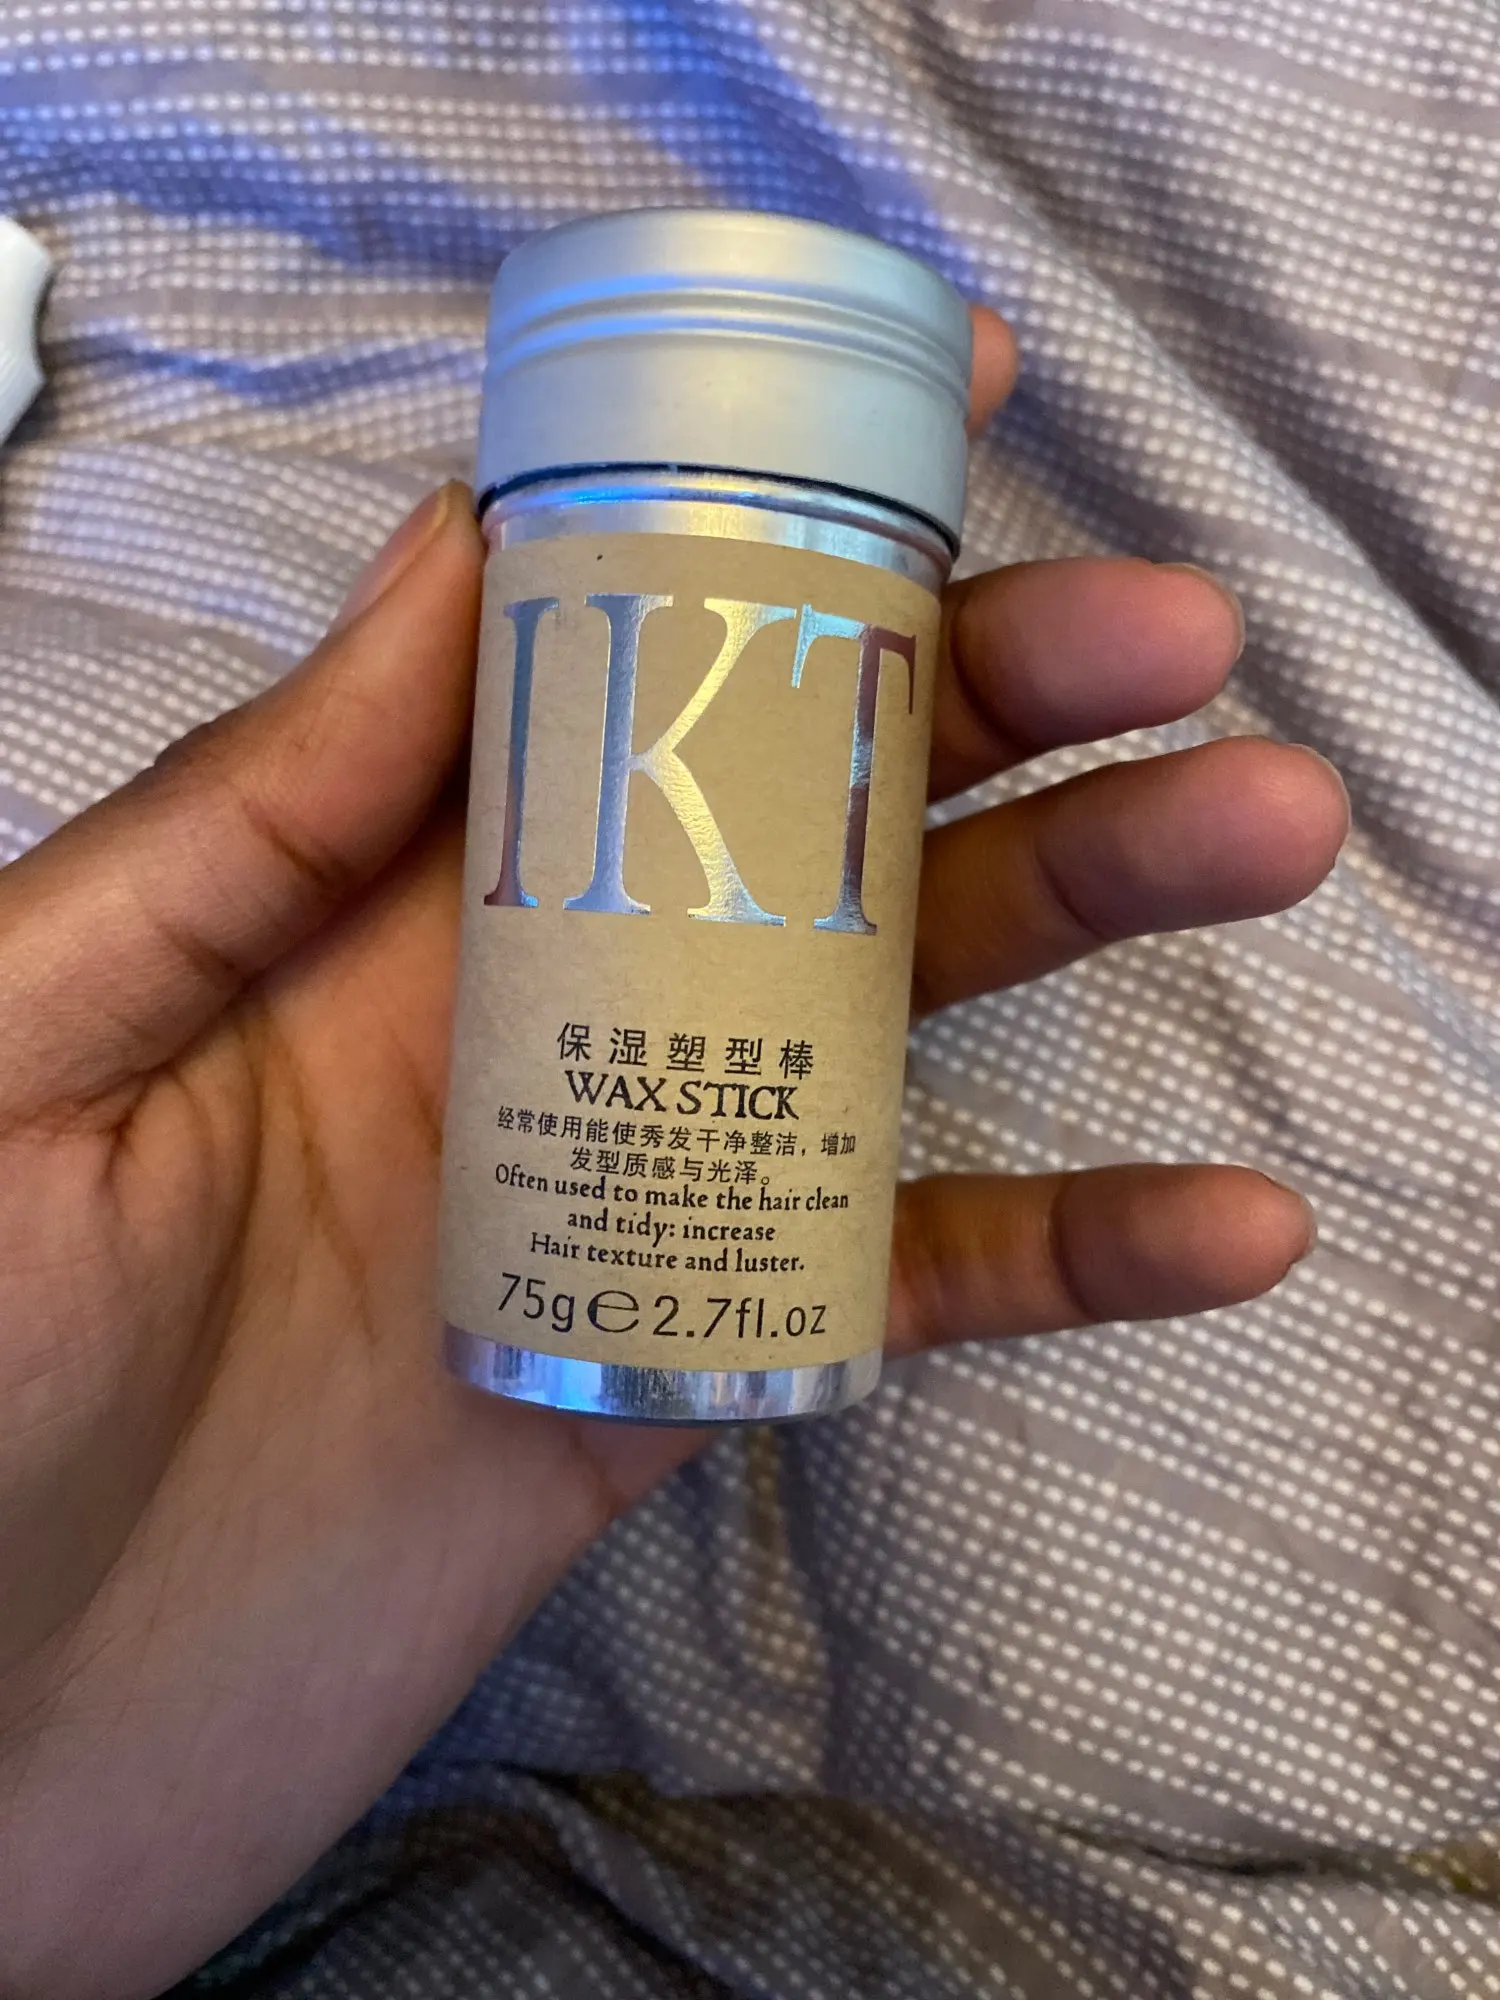 IKT
保湿塑型棒
WAX STICK
经常使用能使秀发干净整洁，增加
发型质感与光泽。
Often used to make the hair clean
and tidy: increase
Hair texture and luster.
75g ℮ 2.7fl.oz